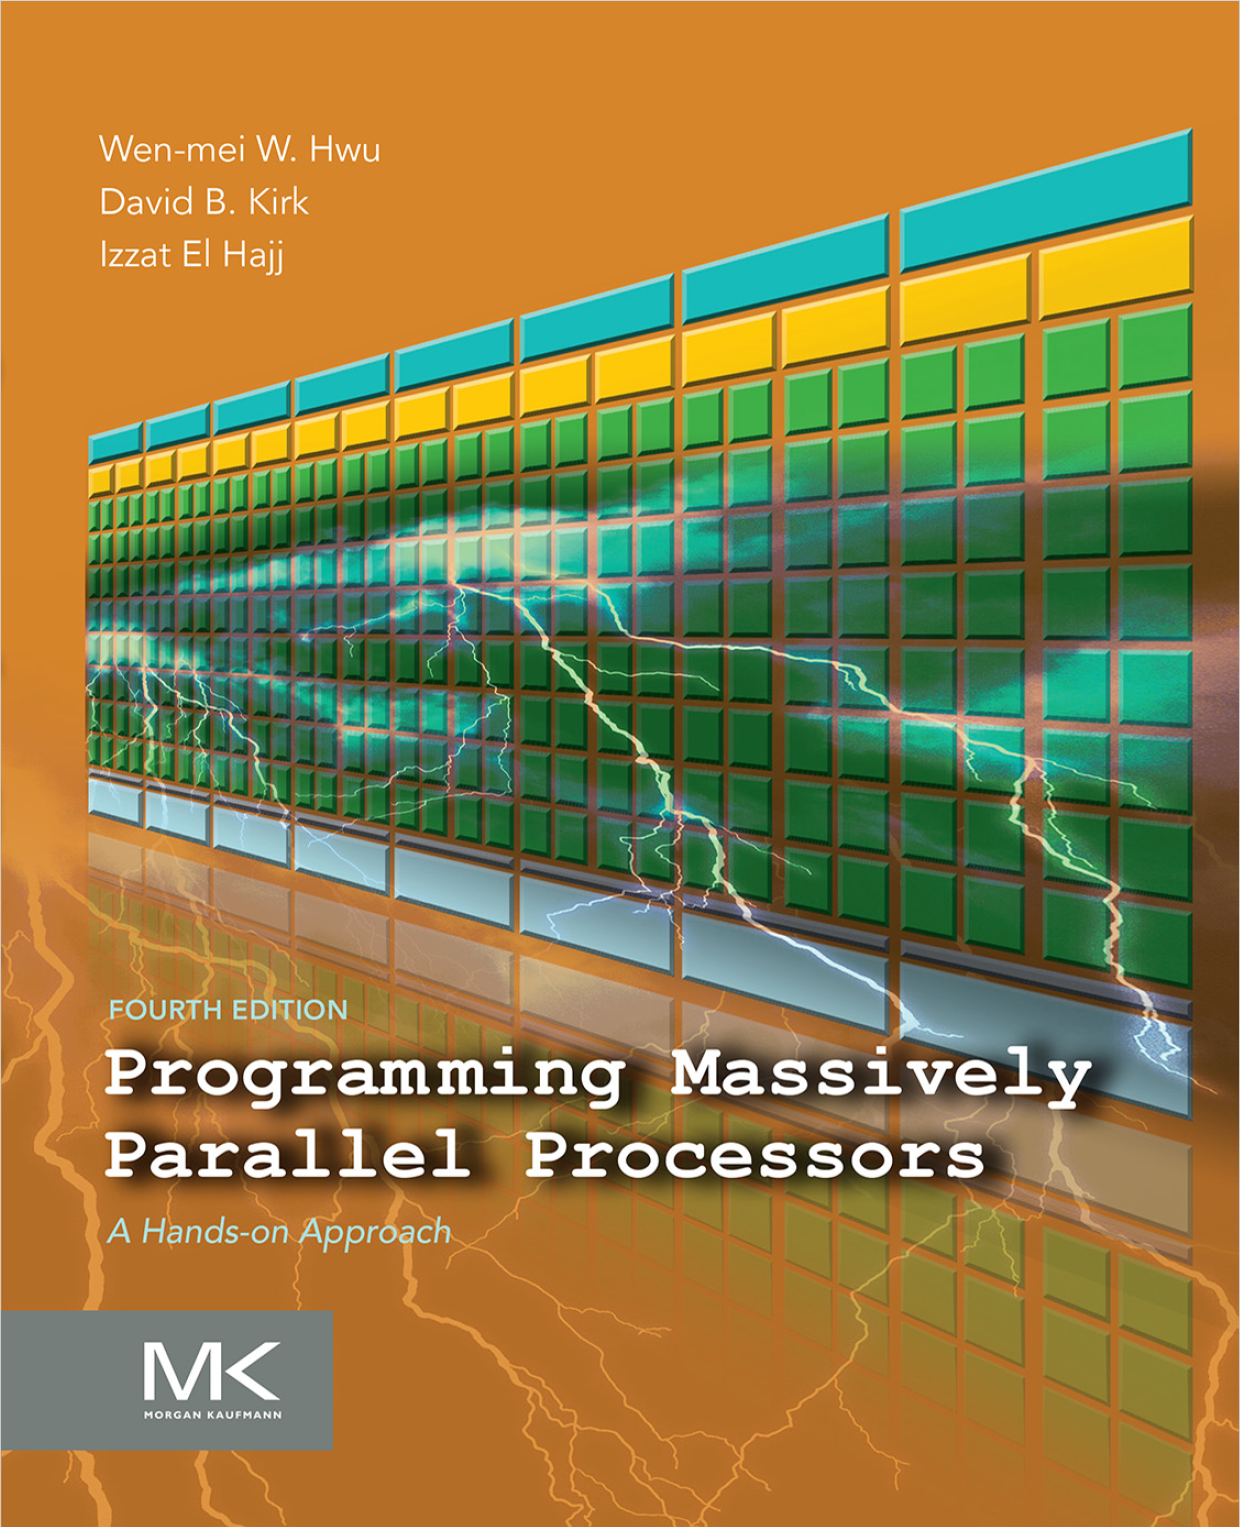 Wen-mei W. Hwu
David B. Kirk
Izzat El Hajj
FOURTH EDITION
Programming Massively
Parallel Processors
A Hands-on Approach
MK
MORGAN KAUFMANN